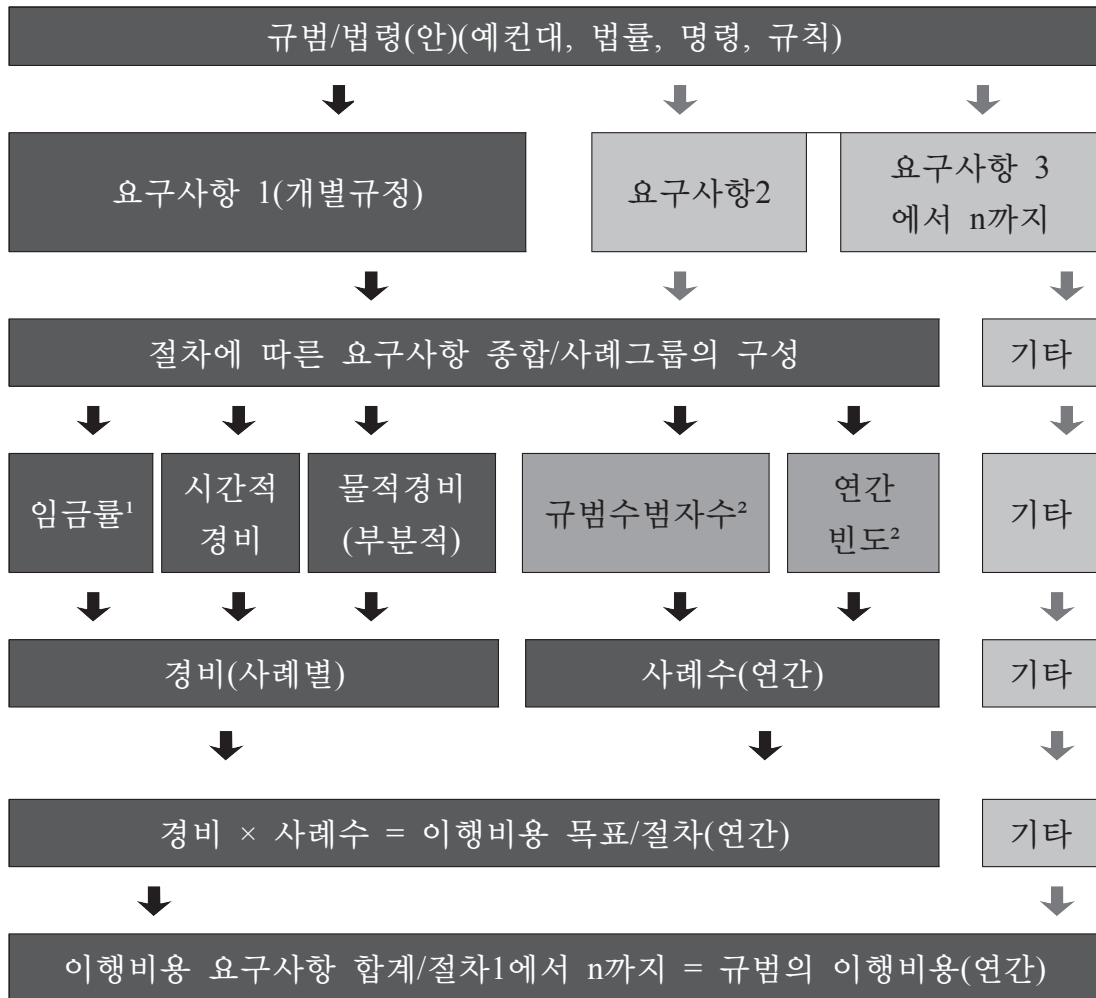 규범/법령(안)(예컨대, 법률, 명령, 규칙)
요구사항 1(개별규정)
요구사항2
요구사항 3
에서 n까지
절차에 따른 요구사항 종합/사례그룹의 구성
기타
임금률¹
시간적
경비
물적경비
(부분적)
규범수범자수²
연간
빈도²
기타
경비(사례별)
사례수(연간)
기타
경비 × 사례수 = 이행비용 목표/절차(연간)
기타
이행비용 요구사항 합계/절차1에서 n까지 = 규범의 이행비용(연간)